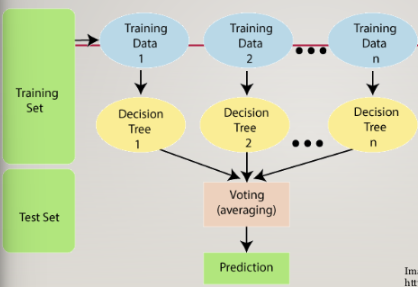 Training
Set
Training
Data
1
Training
Data
2
Training
Data
n
Decision
Tree
1
Decision
Tree
2
Decision
Tree
n
Voting
(averaging)
Test Set
Prediction
Ima
htt